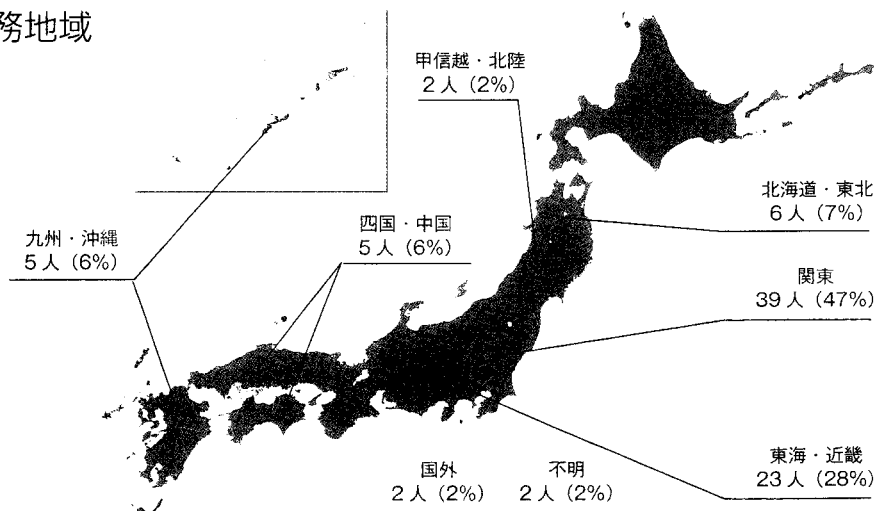 務地域
甲信越・北陸
2人（2%）
北海道・東北
6人（7%）
四国・中国
5人（6%）
九州・沖縄
5人（6%）
関東
39人（47%）
東海・近畿
23人（28%）
国外
2人（2%）
不明
2人（2%）